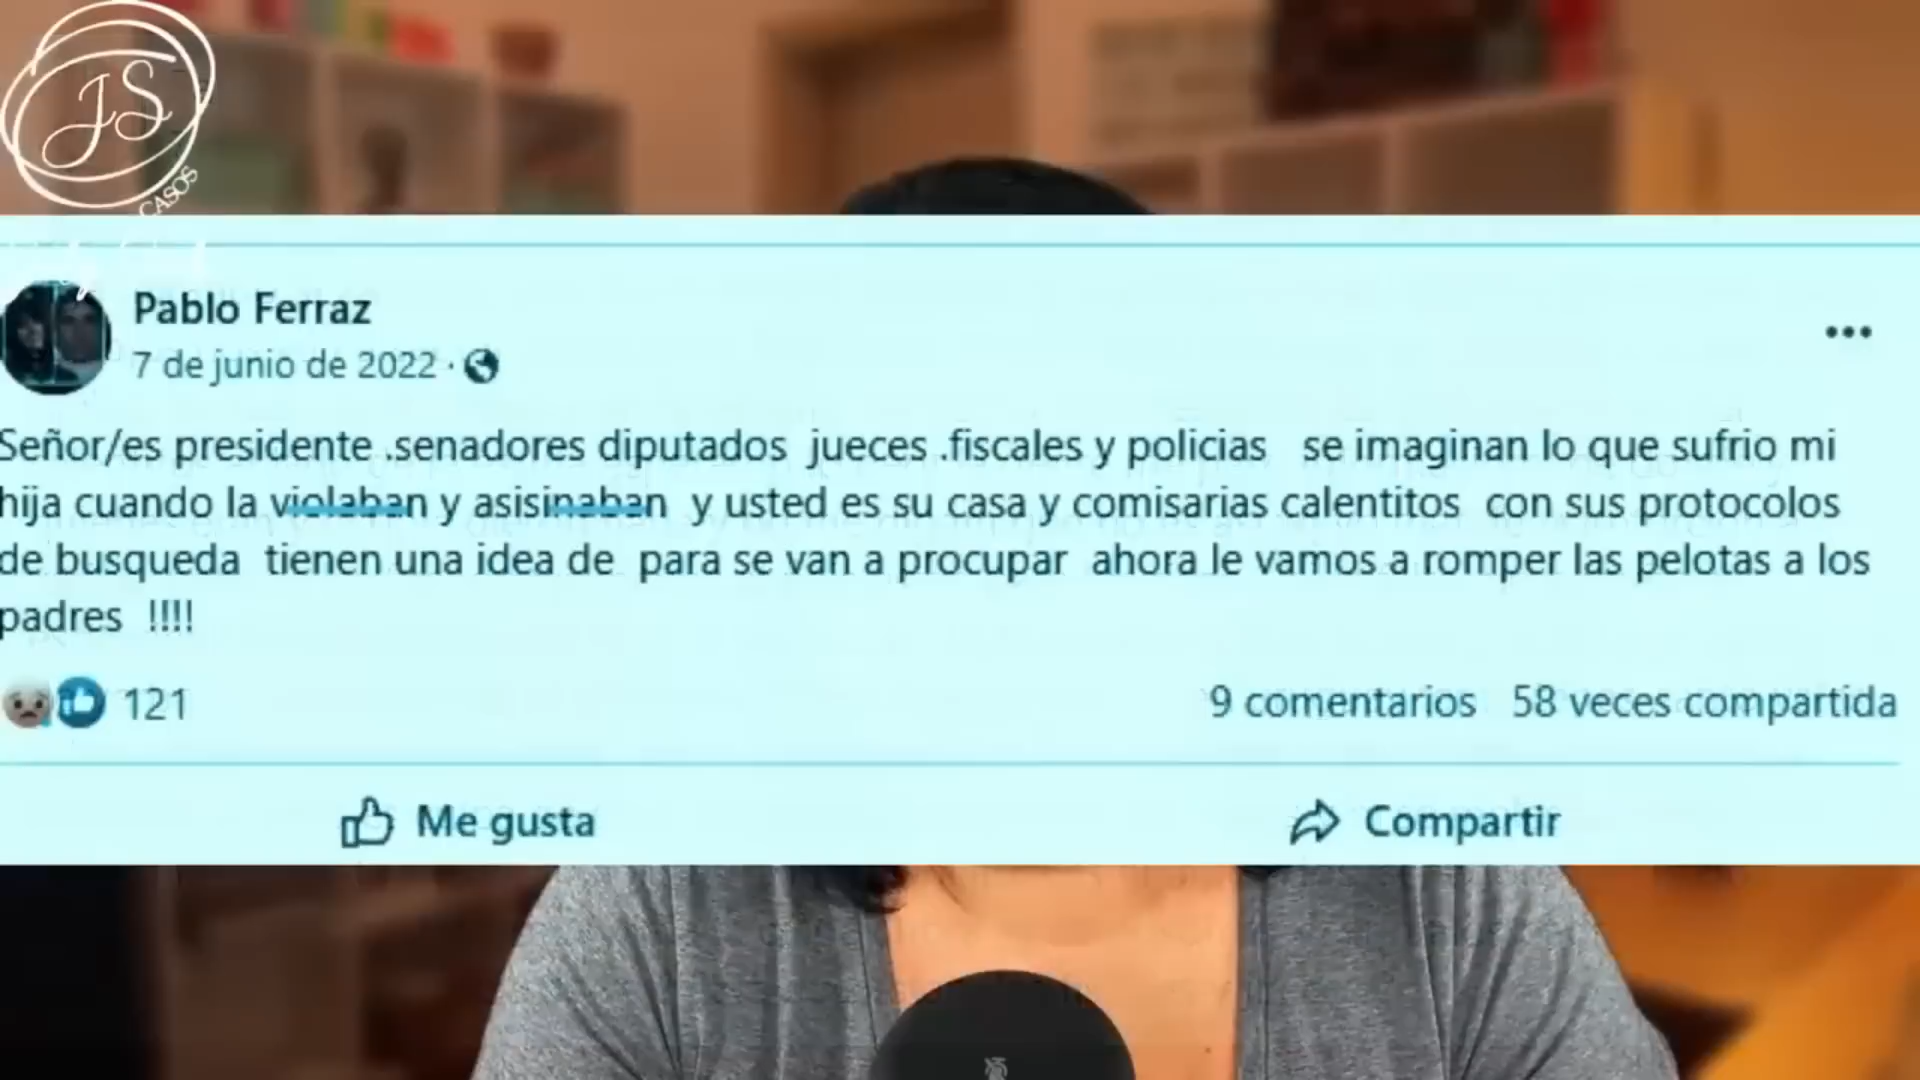 JS
CASOS
Pablo Ferraz
7 de junio de 2022 ·
Señor/es presidente .senadores diputados jueces .fiscales y policias se imaginan lo que sufrio mi
hija cuando la violaban y asisinaban y usted es su casa y comisarias calentitos con sus protocolos
de busqueda tienen una idea de para se van a procupar ahora le vamos a romper las pelotas a los
padres !!!!
121
9 comentarios 58 veces compartida
Me gusta
Compartir